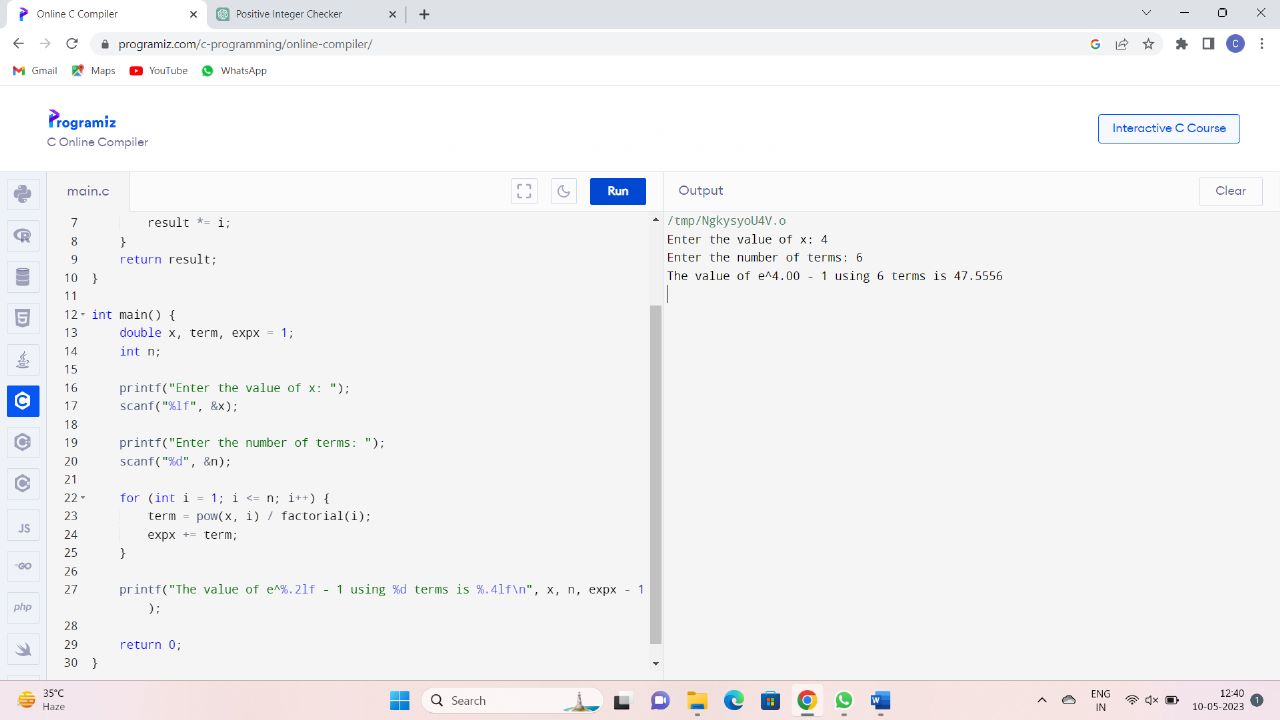 Online C Compiler
Positive Integer Checker
programiz.com/c-programming/online-compiler/
Gmail
Maps
YouTube
WhatsApp
Programiz
C Online Compiler
Interactive C Course
main.c
Run
Output
Clear
7 result *= i;
8 }
9 return result;
10 }
11
12 int main() {
13 double x, term, expx = 1;
14 int n;
15
16 printf("Enter the value of x: ");
17 scanf("%lf", &x);
18
19 printf("Enter the number of terms: ");
20 scanf("%d", &n);
21
22 for (int i = 1; i <= n; i++) {
23 term = pow(x, i) / factorial(i);
24 expx += term;
25 }
26
27 printf("The value of e^%.2lf - 1 using %d terms is %.4lf\n", x, n, expx - 1
);
28
29 return 0;
30 }
/tmp/NgkysyoU4V.o
Enter the value of x: 4
Enter the number of terms: 6
The value of e^4.00 - 1 using 6 terms is 47.5556
JS
GO
php
35°C
Haze
Search
ENG
IN
12:40
10-05-2023
1